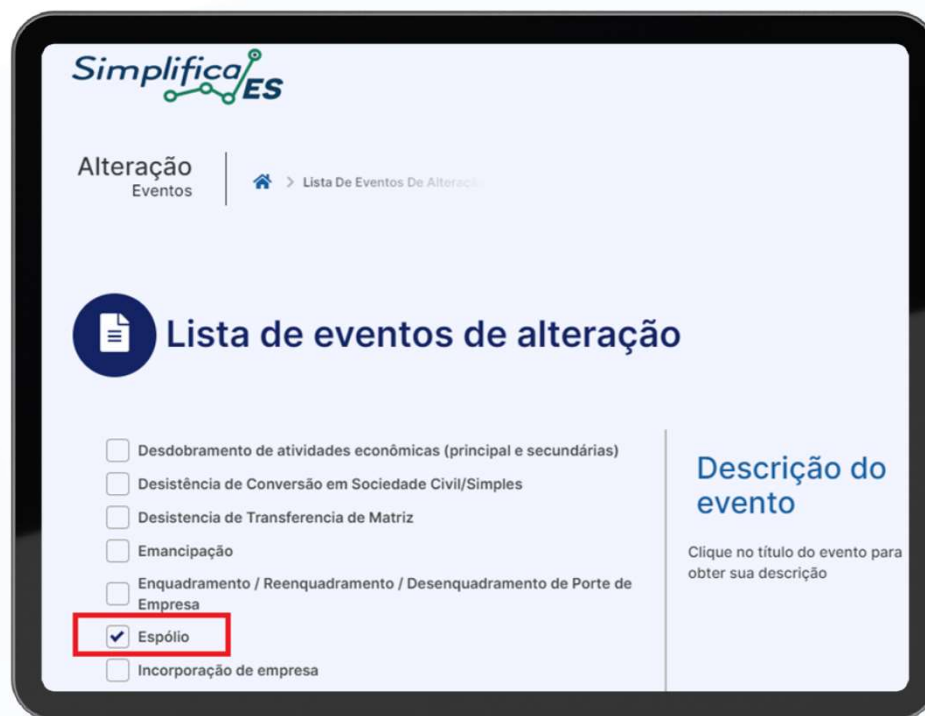 Simplifica ES
Alteração
Eventos
> Lista De Eventos De Alteração
Lista de eventos de alteração
Desdobramento de atividades econômicas (principal e secundárias)
Desistência de Conversão em Sociedade Civil/Simples
Desistencia de Transferencia de Matriz
Emancipação
Enquadramento / Reenquadramento / Desenquadramento de Porte de
Empresa
Espólio
Incorporação de empresa
Descrição do
evento
Clique no título do evento para
obter sua descrição